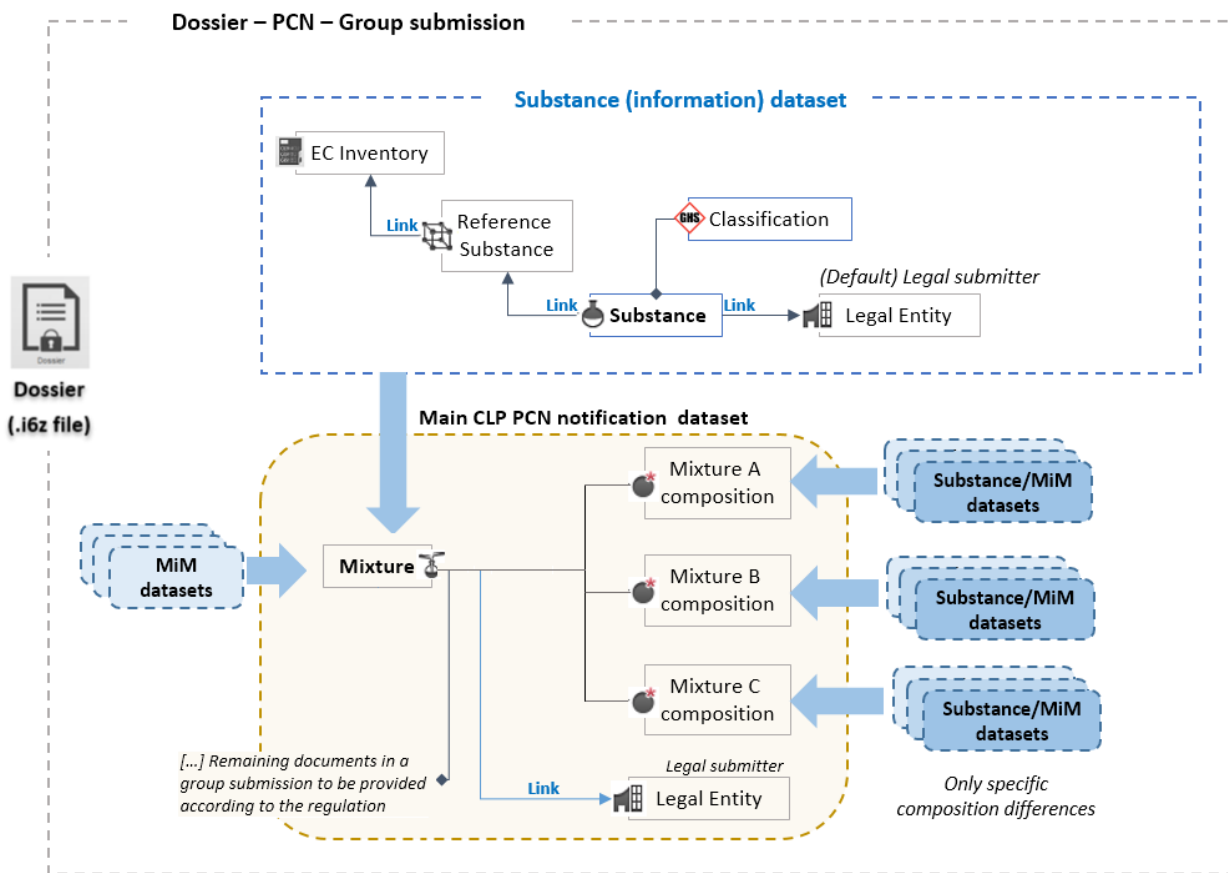 Dossier – PCN – Group submission
Substance (information) dataset
EC Inventory
Link
Reference
Substance
GHS
Classification
(Default) Legal submitter
Link
Substance
Link
Legal Entity
Dossier
Dossier
(.i6z file)
Main CLP PCN notification dataset
Mixture A
composition
Substance/MiM
datasets
MiM
datasets
Mixture
Mixture B
composition
Substance/MiM
datasets
Mixture C
composition
Substance/MiM
datasets
[...] Remaining documents in a
group submission to be provided
according to the regulation
Link
Legal submitter
Legal Entity
Only specific
composition differences